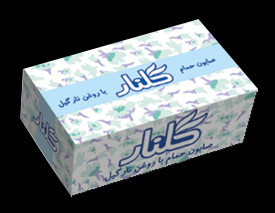 صابون حمام گلنار با روغن نارگیل
گلنار
صابون حمام با روغن نارگیل